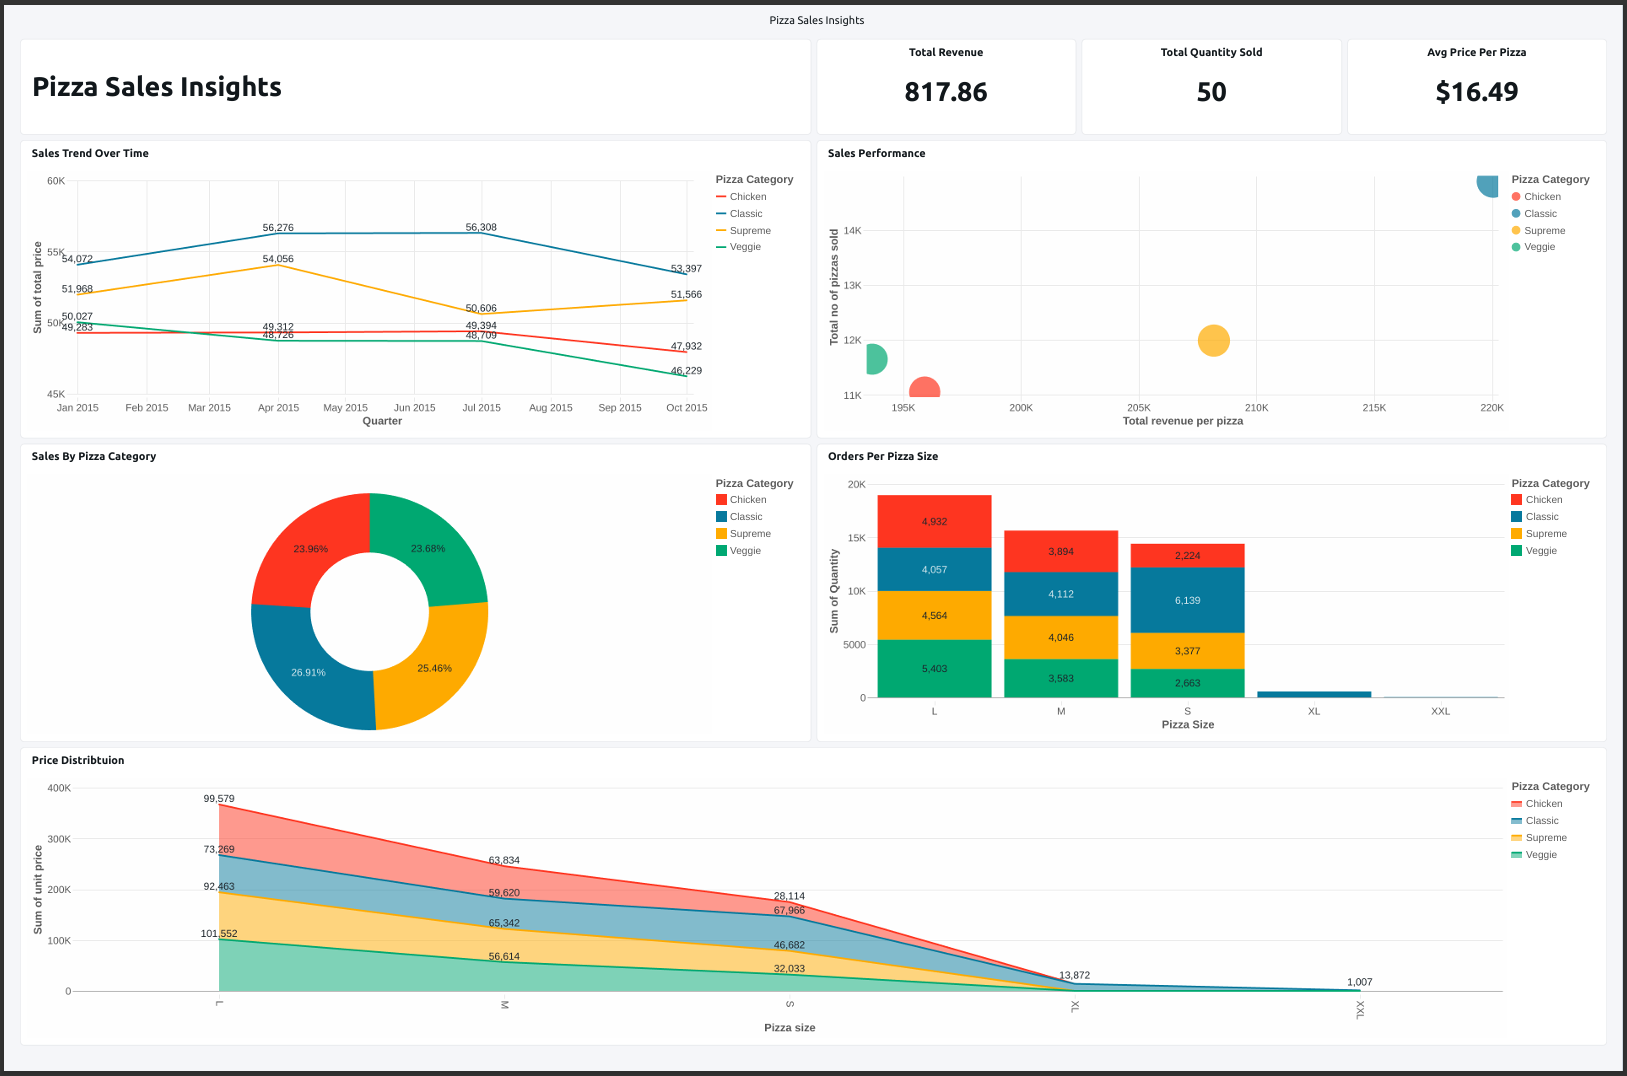 Pizza Sales Insights
Pizza Sales Insights
Total Revenue
817.86
Total Quantity Sold
50
Avg Price Per Pizza
$16.49
Sales Trend Over Time
Pizza Category
Chicken
Classic
Supreme
Veggie
Sum of total price
60K
55K
50K
45K
54,072
56,276
56,308
53,397
51,968
54,056
50,606
51,566
50,027
49,283
49,312
48,726
49,394
48,709
47,932
46,229
Jan 2015 Feb 2015 Mar 2015 Apr 2015 May 2015 Jun 2015 Jul 2015 Aug 2015 Sep 2015 Oct 2015
Quarter
Sales Performance
Pizza Category
Chicken
Classic
Supreme
Veggie
Total no of pizzas sold
14K
13K
12K
11K
195K 200K 205K 210K 215K 220K
Total revenue per pizza
Sales By Pizza Category
Pizza Category
Chicken
Classic
Supreme
Veggie
23.96%
23.68%
26.91%
25.46%
Orders Per Pizza Size
Pizza Category
Chicken
Classic
Supreme
Veggie
Sum of Quantity
20K
15K
10K
5000
0
4,932
4,057
4,564
5,403
3,894
4,112
4,046
3,583
2,224
6,139
3,377
2,663
L M S XL XXL
Pizza Size
Price Distribtuion
Pizza Category
Chicken
Classic
Supreme
Veggie
Sum of unit price
400K
300K
200K
100K
0
99,579
73,269
92,463
101,552
63,834
59,620
65,342
56,614
28,114
67,966
46,682
32,033
13,872
1,007
L M S XL XXL
Pizza size